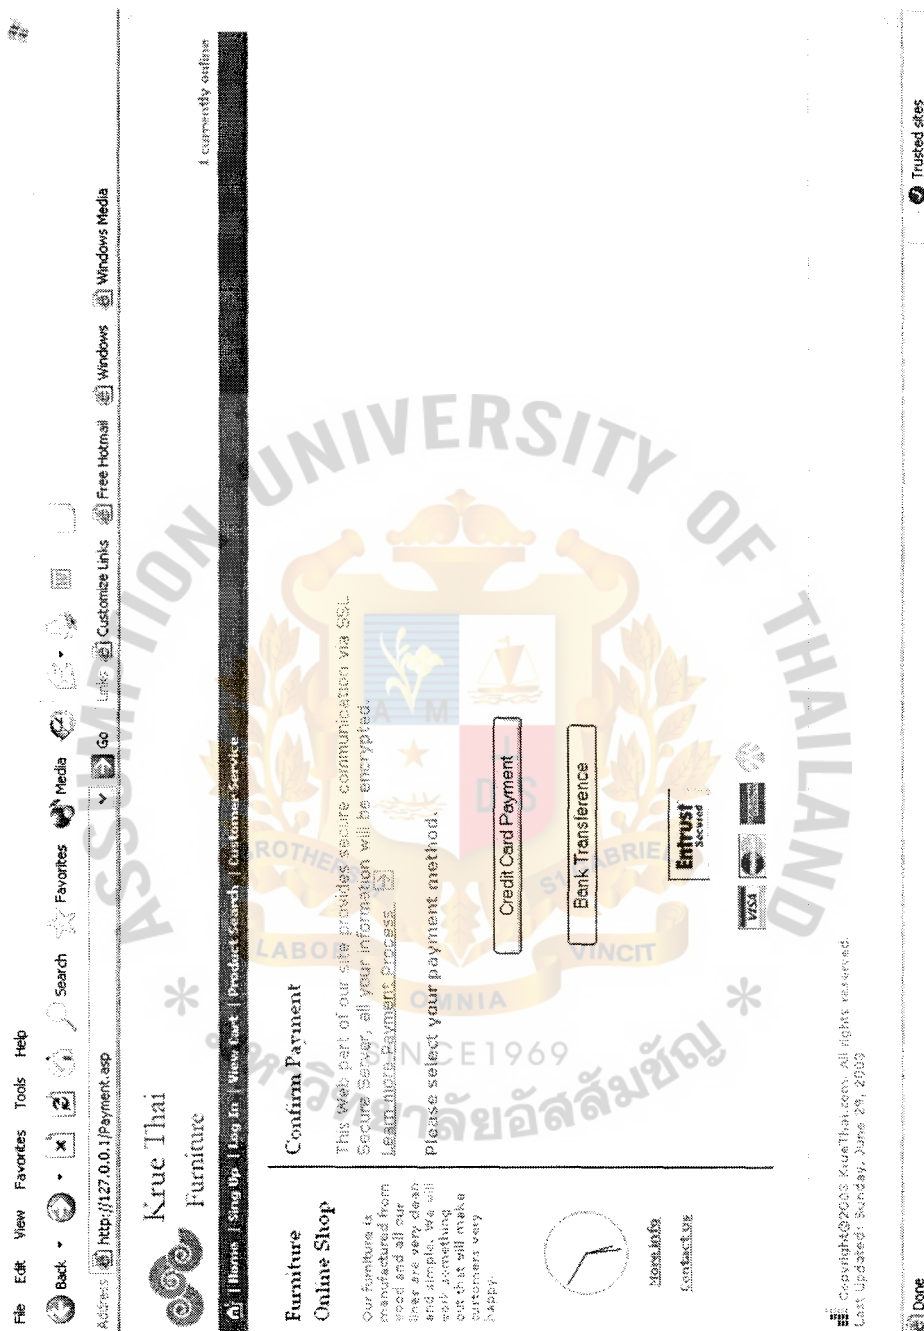 File Edit View Favorites Tools Help
Back Search Favorites Media
Address http://127.0.0.1/Payment.asp Go Links Customize Links Free Hotmail Windows Windows Media
Krue Thai
Furniture
1 currently online
Home | Sing Up | Log In | View Cart | Product Search | Customer Service
Furniture
Online Shop
Our furniture is
manufactured from
wood and all our
lines are very clean
and simple. We will
work something
out that will make
customers very
happy.
More info
Contact us
Confirm Payment
This Web part of our site provides secure communication via SSL
Secure Server, all your information will be encrypted.
Learn more Payment Process
Please select your payment method.
Credit Card Payment
Bank Transference
Entrust
Secured
VISA
Copyright@2003 KrueThai.com. All rights reserved.
Last Updated: Sunday, June 29, 2003
Done
Trusted sites
ASSUMPTION UNIVERSITY OF THAILAND
LABOR
OMNIA
VINCIT
SINCE 1969